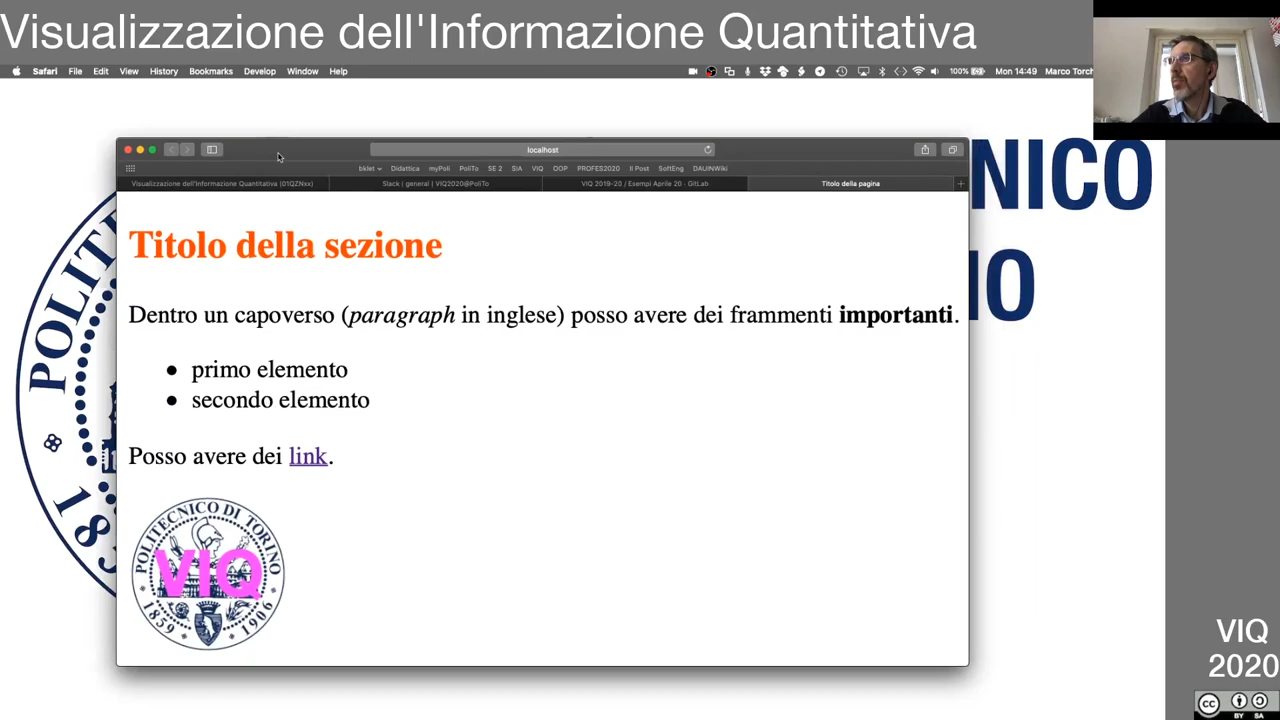 Visualizzazione dell'Informazione Quantitativa
Safari File Edit View History Bookmarks Develop Window Help 100% Mon 14:49 Marco Torch
localhost
bklet Didattica myPoli PoliTo SE 2 SIA VIQ OOP PROFES2020 Il Post SoftEng DAUINWiki
Visualizzazione dell'Informazione Quantitativa (01QZNxx) Slack | general | VIQ2020@PoliTo VIQ 2019-20 / Esempi Aprile 20 · GitLab Titolo della pagina
NICO
Titolo della sezione
Dentro un capoverso (paragraph in inglese) posso avere dei frammenti importanti.
primo elemento
secondo elemento
Posso avere dei link.
POLITECNICO DI TORINO
VIQ
1859 1906
POLIT
185
VIQ
2020
CC BY SA